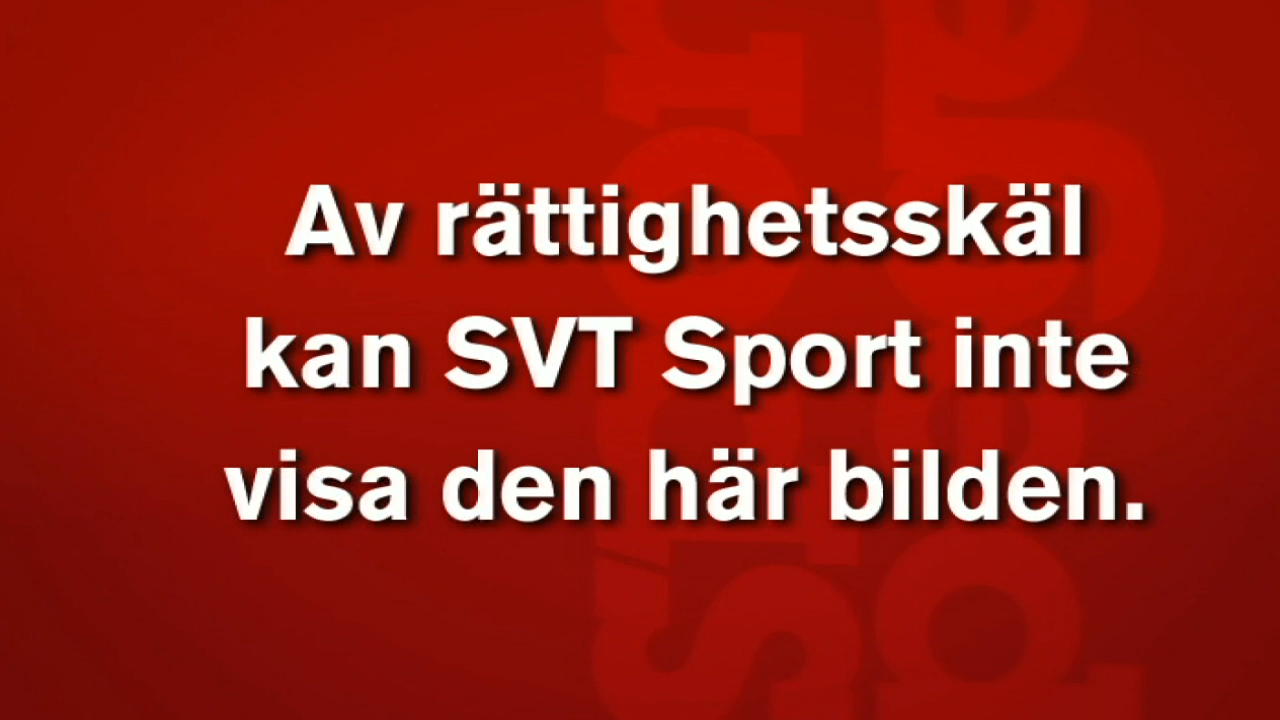 Av rättighetsskäl
kan SVT Sport inte
visa den här bilden.